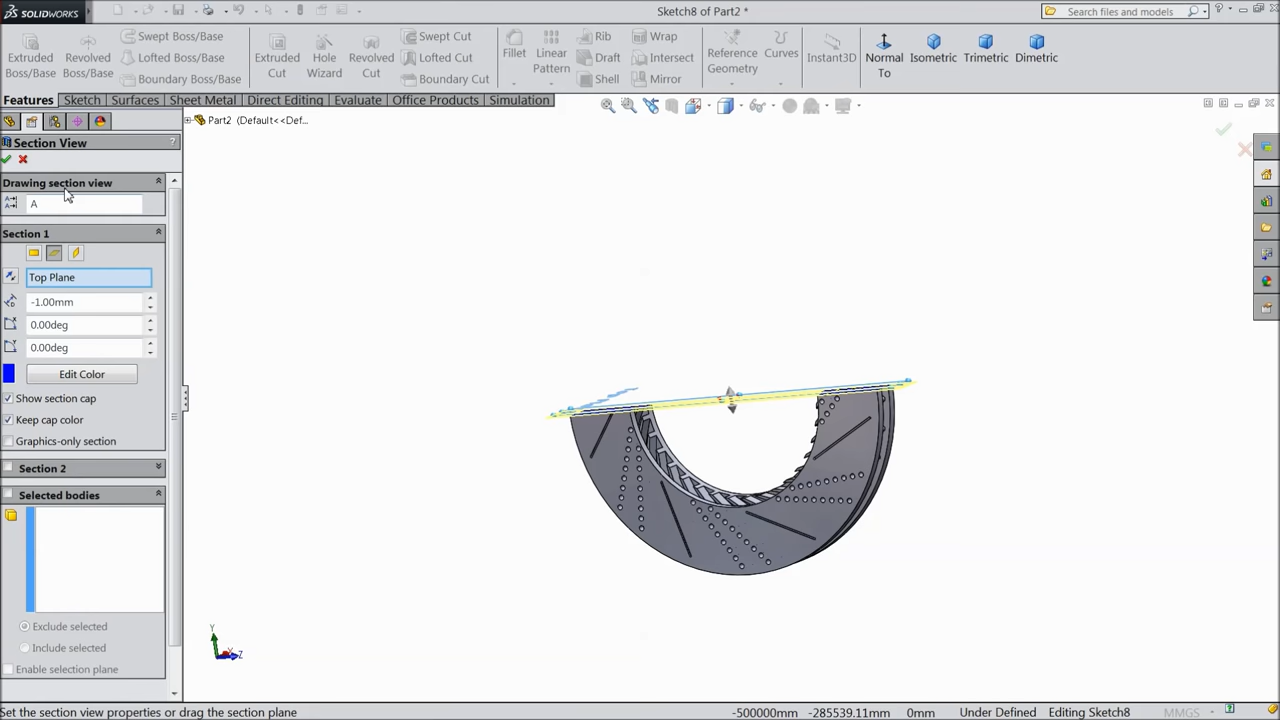 SOLIDWORKS
Sketch8 of Part2 *
Search files and models
?
Extruded Boss/Base
Revolved Boss/Base
Swept Boss/Base
Lofted Boss/Base
Boundary Boss/Base
Extruded Cut
Hole Wizard
Revolved Cut
Swept Cut
Lofted Cut
Boundary Cut
Fillet
Linear Pattern
Rib
Draft
Shell
Wrap
Intersect
Mirror
Reference Geometry
Curves
Instant3D
Normal To
Isometric
Trimetric
Dimetric
Features
Sketch
Surfaces
Sheet Metal
Direct Editing
Evaluate
Office Products
Simulation
Part2 (Default<<Def...
Section View
?
Drawing section view
A
Section 1
Top Plane
-1.00mm
0.00deg
0.00deg
Edit Color
Show section cap
Keep cap color
Graphics-only section
Section 2
Selected bodies
Exclude selected
Include selected
Enable selection plane
Y
X
Z
Set the section view properties or drag the section plane
-500000mm
-285539.11mm
0mm
Under Defined
Editing Sketch8
MMGS
?